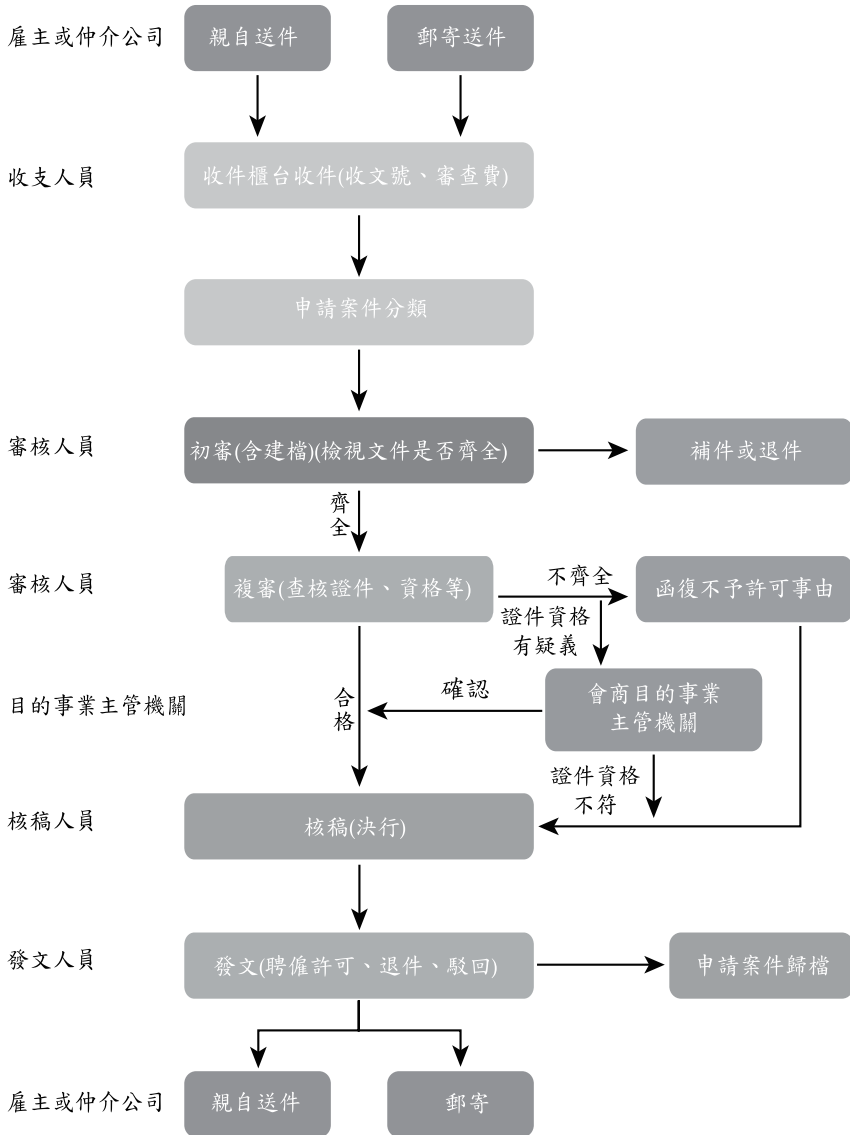 雇主或仲介公司
親自送件
郵寄送件
收支人員
收件櫃台收件(收文號、審查費)
申請案件分類
審核人員
初審(含建檔)(檢視文件是否齊全)
補件或退件
齊全
審核人員
複審(查核證件、資格等)
不齊全
函復不予許可事由
證件資格
有疑義
目的事業主管機關
合格
確認
會商目的事業
主管機關
證件資格
不符
核稿人員
核稿(決行)
發文人員
發文(聘僱許可、退件、駁回)
申請案件歸檔
雇主或仲介公司
親自送件
郵寄